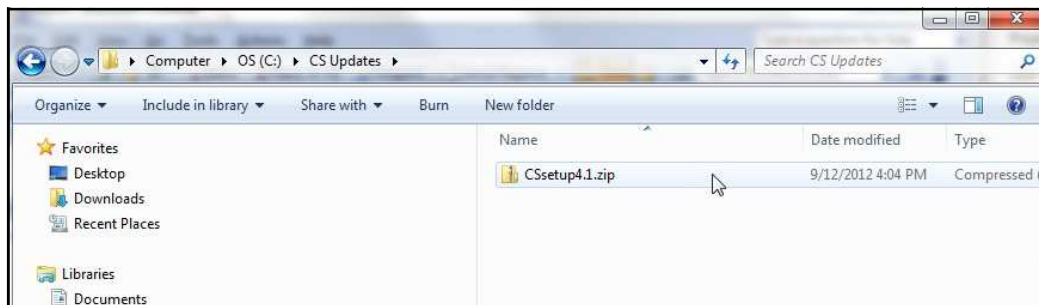 Computer OS (C:) CS Updates Search CS Updates
Organize Include in library Share with Burn New folder
Name Date modified Type
Favorites
Desktop
Downloads
Recent Places
CSsetup4.1.zip 9/12/2012 4:04 PM Compressed
Libraries
Documents